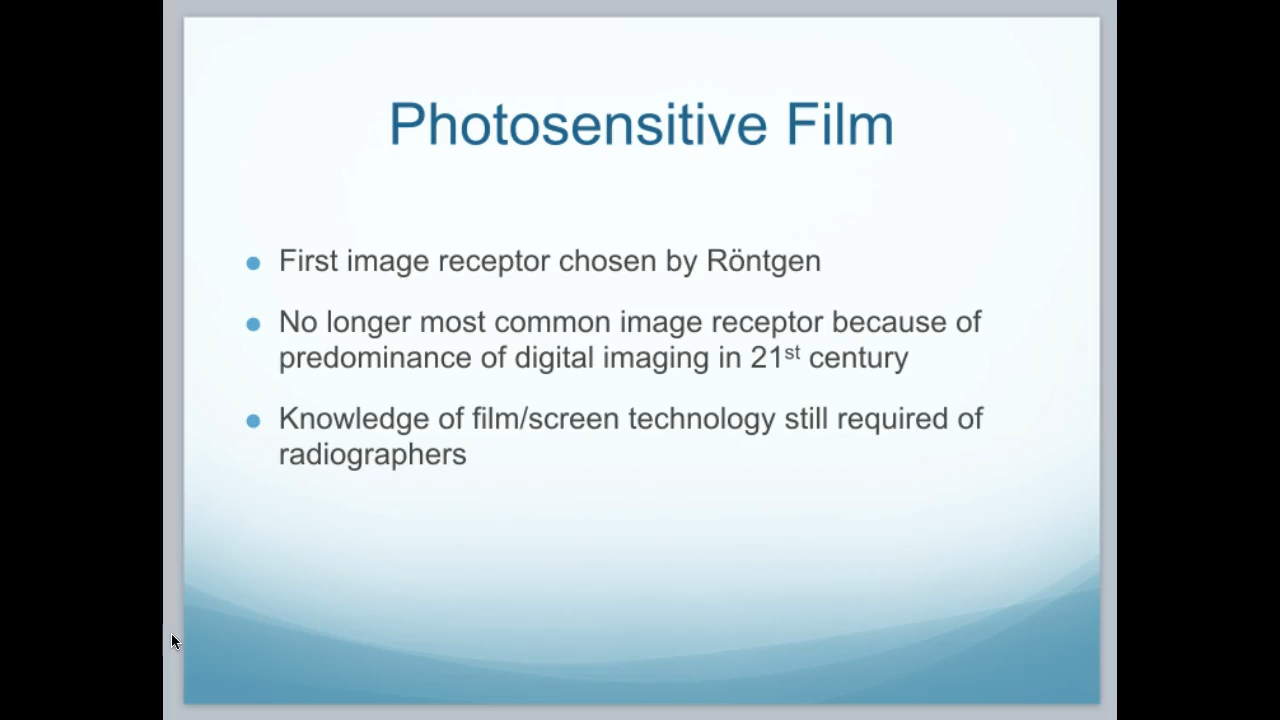 Photosensitive Film
First image receptor chosen by Röntgen
No longer most common image receptor because of
predominance of digital imaging in 21st century
Knowledge of film/screen technology still required of
radiographers